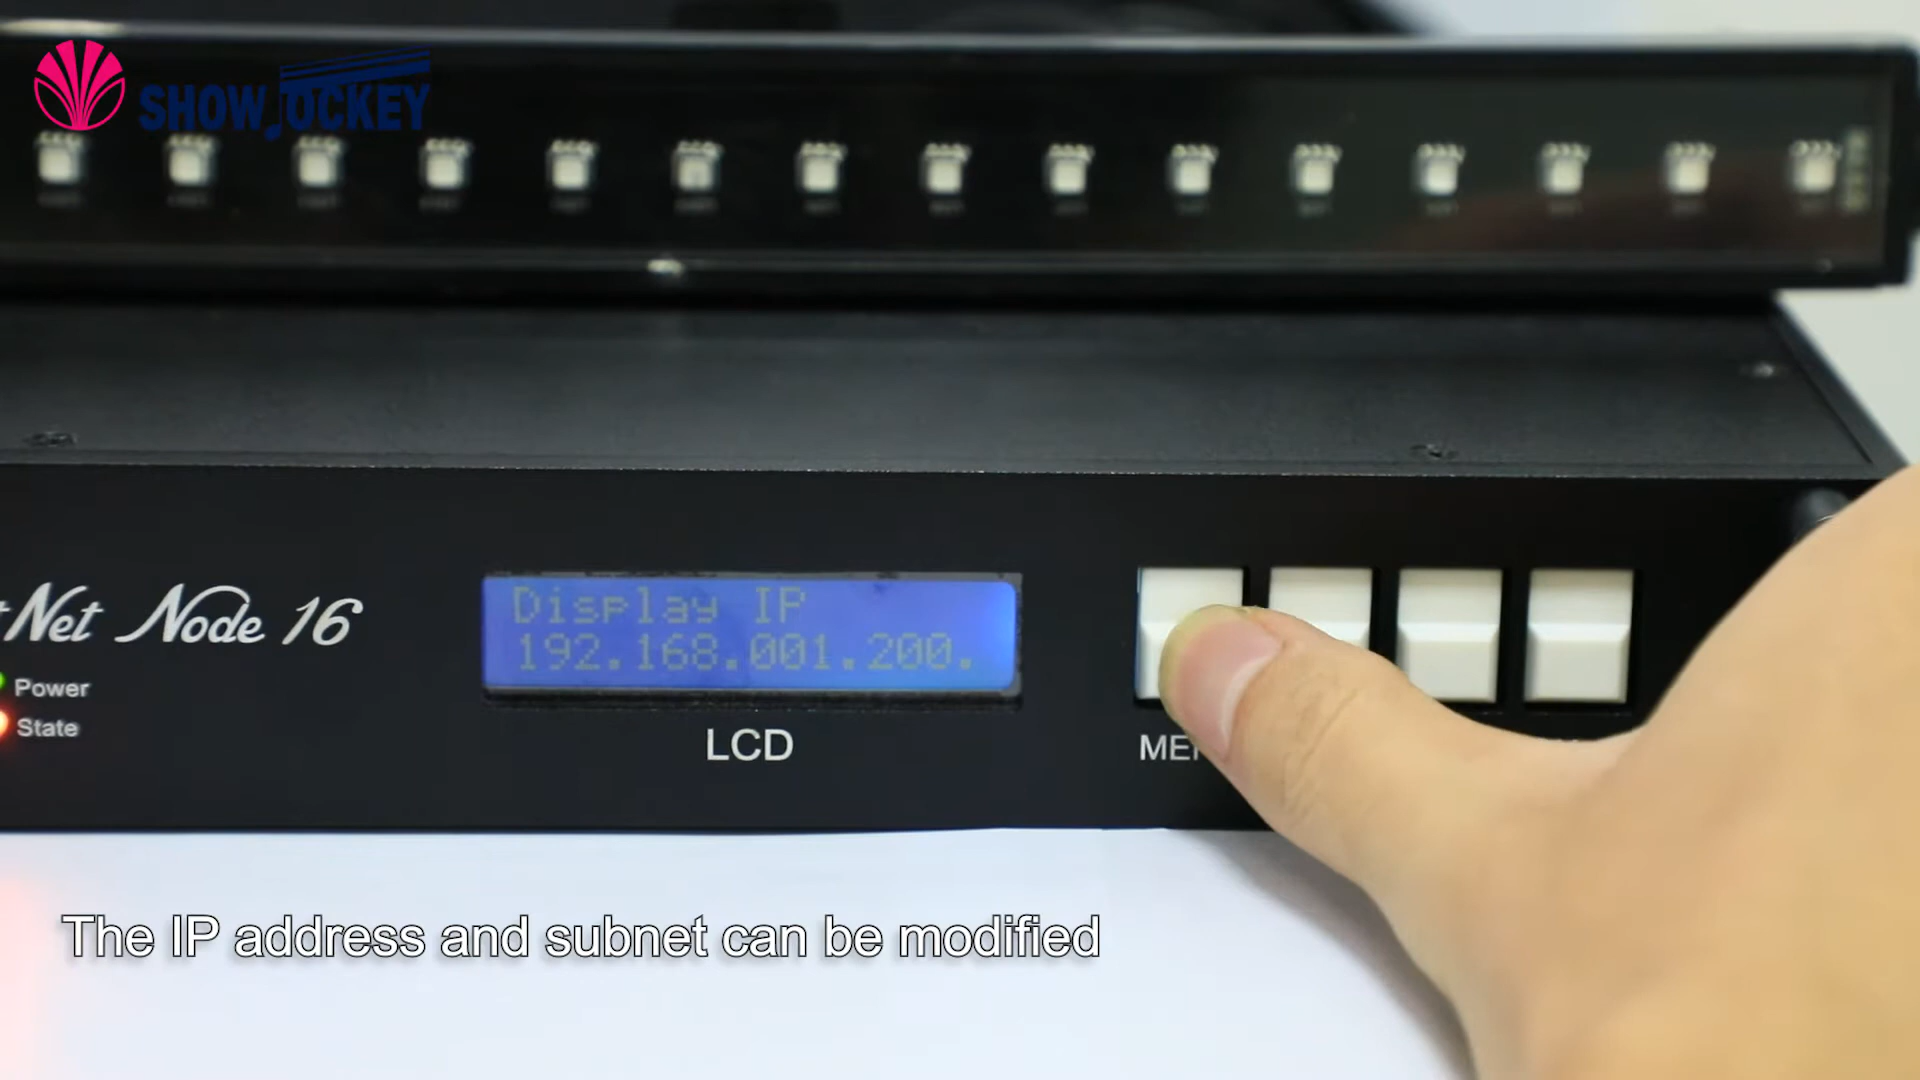 SHOWJOCKEY
tNet Node 16
Display IP
192.168.001.200.
Power
State
LCD
The IP address and subnet can be modified